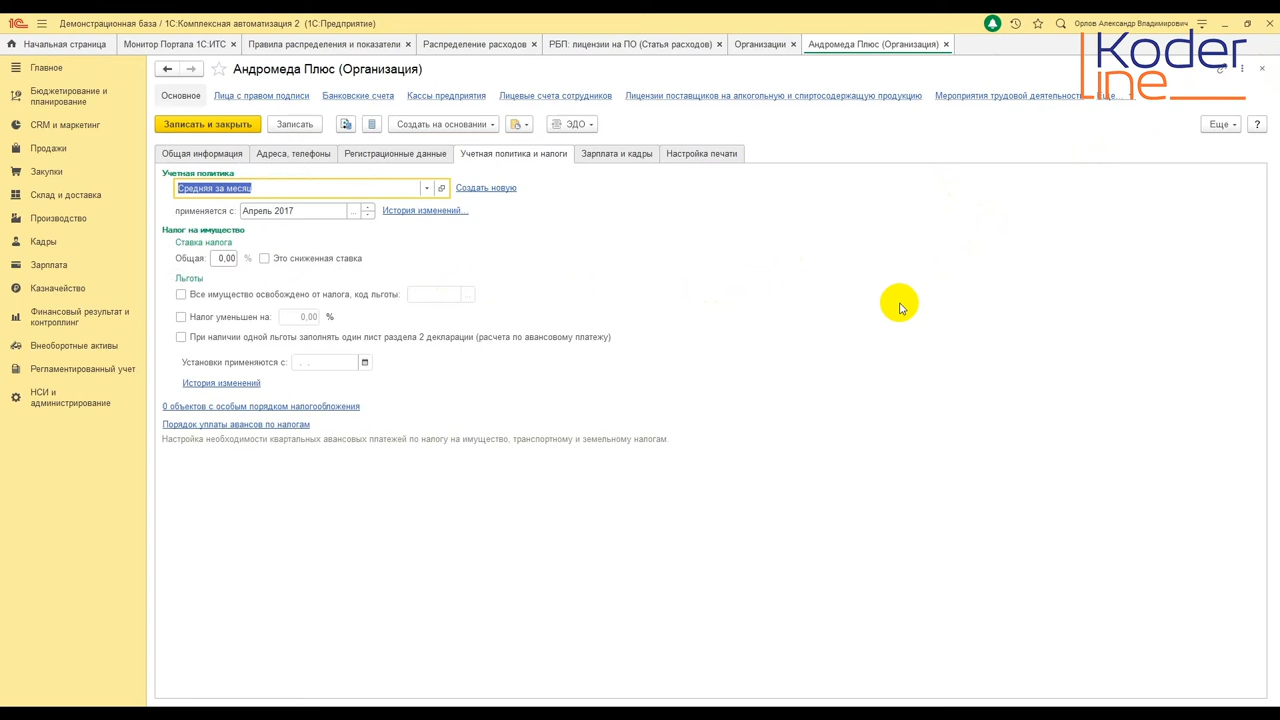 Демонстрационная база / 1С:Комплексная автоматизация 2 (1С:Предприятие)
Орлов Александр Владимирович
Начальная страница
Монитор Портала 1С:ИТС
Правила распределения и показатели
Распределение расходов
РБП: лицензии на ПО (Статья расходов)
Организации
Андромеда Плюс (Организация)
Koder
Line
Главное
Бюджетирование и
планирование
CRM и маркетинг
Продажи
Закупки
Склад и доставка
Производство
Кадры
Зарплата
Казначейство
Финансовый результат и
контроллинг
Внеоборотные активы
Регламентированный учет
НСИ и
администрирование
Андромеда Плюс (Организация)
Основное
Лица с правом подписи
Банковские счета
Кассы предприятия
Лицевые счета сотрудников
Лицензии поставщиков на алкогольную и спиртосодержащую продукцию
Мероприятия трудовой деятельности
Еще
Записать и закрыть
Записать
Создать на основании
ЭДО
Еще
?
Общая информация
Адреса, телефоны
Регистрационные данные
Учетная политика и налоги
Зарплата и кадры
Настройка печати
Учетная политика
Средняя за месяц
Создать новую
применяется с: Апрель 2017 ... История изменений...
Налог на имущество
Ставка налога
Общая: 0,00 % Это сниженная ставка
Льготы
Все имущество освобождено от налога, код льготы: ...
Налог уменьшен на: 0,00 %
При наличии одной льготы заполнять один лист раздела 2 декларации (расчета по авансовому платежу)
Установки применяются с: . .
История изменений
0 объектов с особым порядком налогообложения
Порядок уплаты авансов по налогам
Настройка необходимости квартальных авансовых платежей по налогу на имущество, транспортному и земельному налогам.